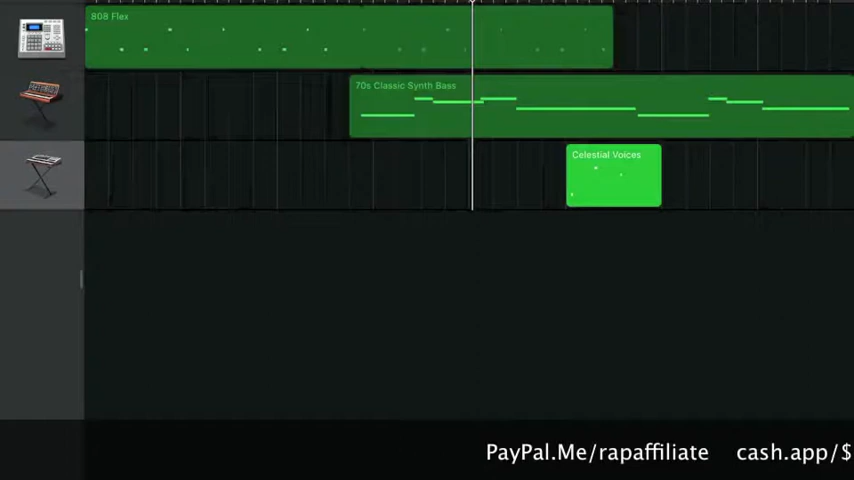 808 Flex
70s Classic Synth Bass
Celestial Voices
PayPal.Me/rapaffiliate cash.app/$